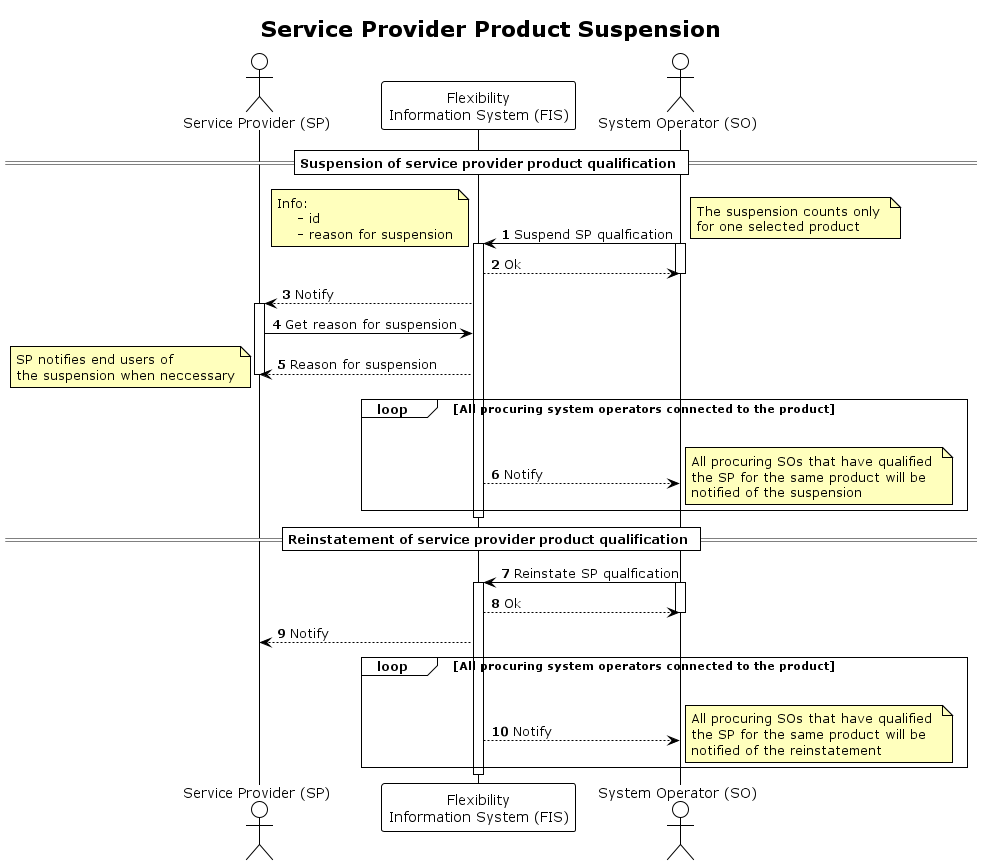 Service Provider Product Suspension
Service Provider (SP)
Flexibility
Information System (FIS)
System Operator (SO)
Suspension of service provider product qualification
Info:
- id
- reason for suspension
The suspension counts only
for one selected product
1 Suspend SP qualfication
2 Ok
3 Notify
4 Get reason for suspension
SP notifies end users of
the suspension when neccessary
5 Reason for suspension
loop [All procuring system operators connected to the product]
6 Notify
All procuring SOs that have qualified
the SP for the same product will be
notified of the suspension
Reinstatement of service provider product qualification
7 Reinstate SP qualfication
8 Ok
9 Notify
loop [All procuring system operators connected to the product]
10 Notify
All procuring SOs that have qualified
the SP for the same product will be
notified of the reinstatement
Service Provider (SP)
Flexibility
Information System (FIS)
System Operator (SO)